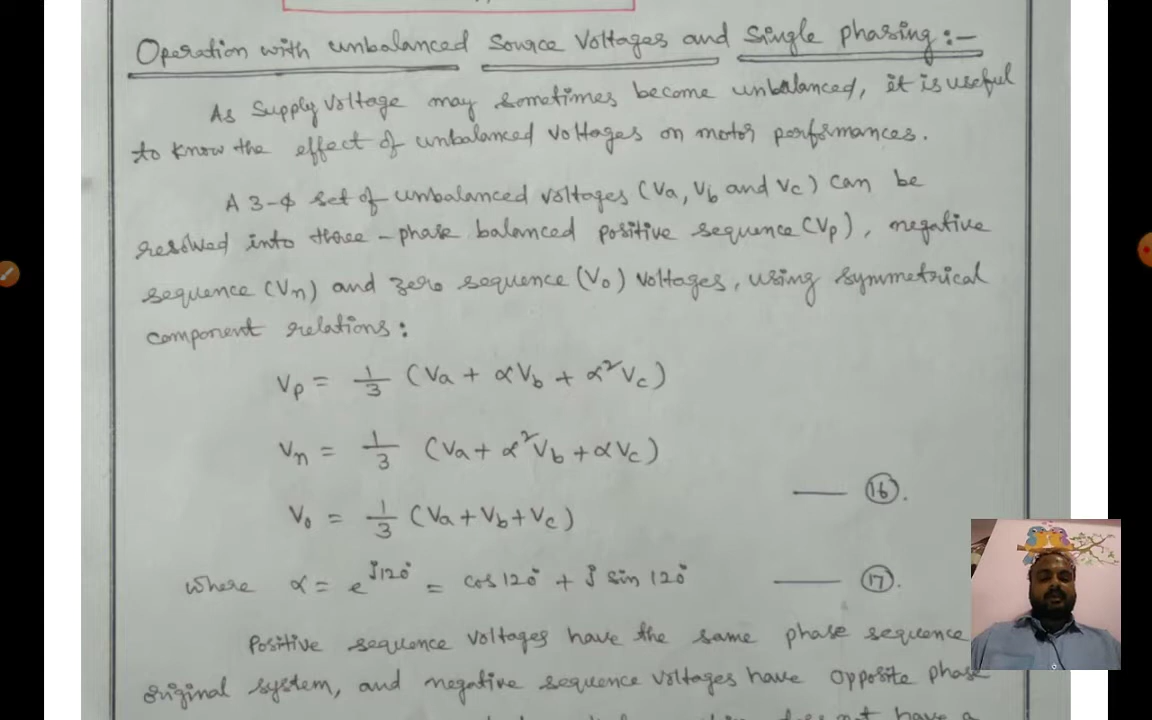 Operation with unbalanced Source Voltages and Single phasing :-
As Supply Voltage may sometimes become unbalanced, it is useful
to know the effect of unbalanced voltages on motor performances.
A 3-ɸ set of unbalanced voltages (Va, Vb and Vc) can be
resolved into three-phase balanced positive sequence (Vp), negative
sequence (Vn) and zero sequence (Vo) voltages, using symmetrical
component relations:
Vp = 1/3 (Va + αVb + α²Vc)
Vn = 1/3 (Va + α²Vb + αVc)
— 16.
Vo = 1/3 (Va + Vb + Vc)
where α = e^j120° = cos 120° + j sin 120° — 17.
Positive sequence voltages have the same phase sequence
original system, and negative sequence voltages have opposite phase
not have a